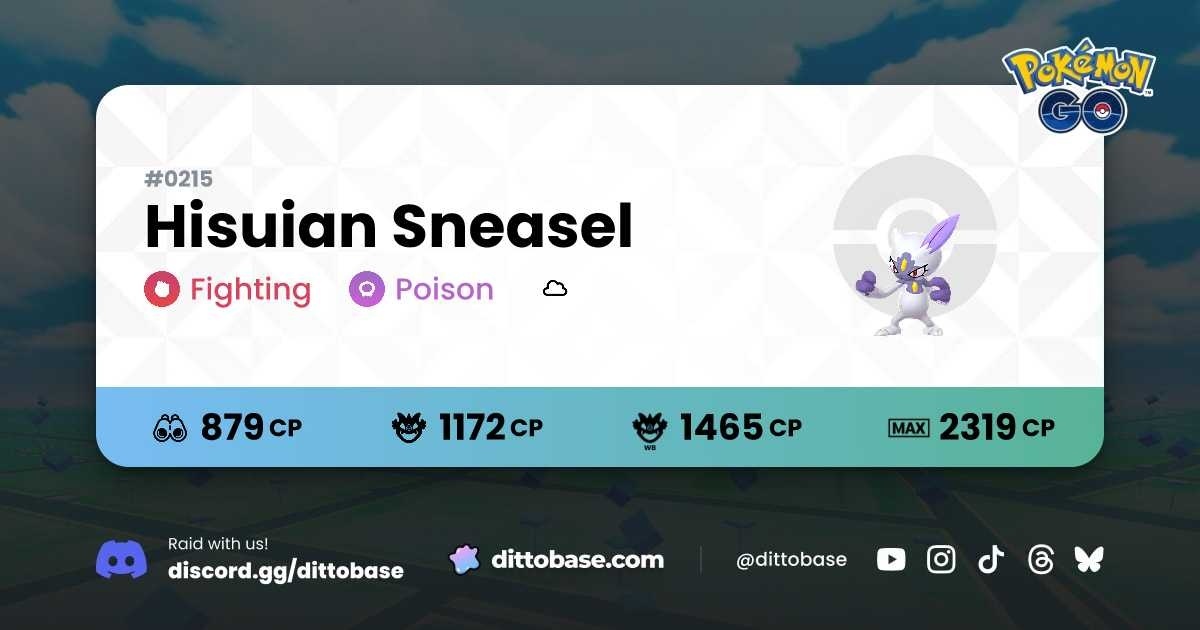 POKÉMON
GO
TM
#0215
Hisuian Sneasel
Fighting Poison
879 CP 1172 CP 1465 CP MAX 2319 CP
WB
Raid with us!
discord.gg/dittobase
dittobase.com
@dittobase